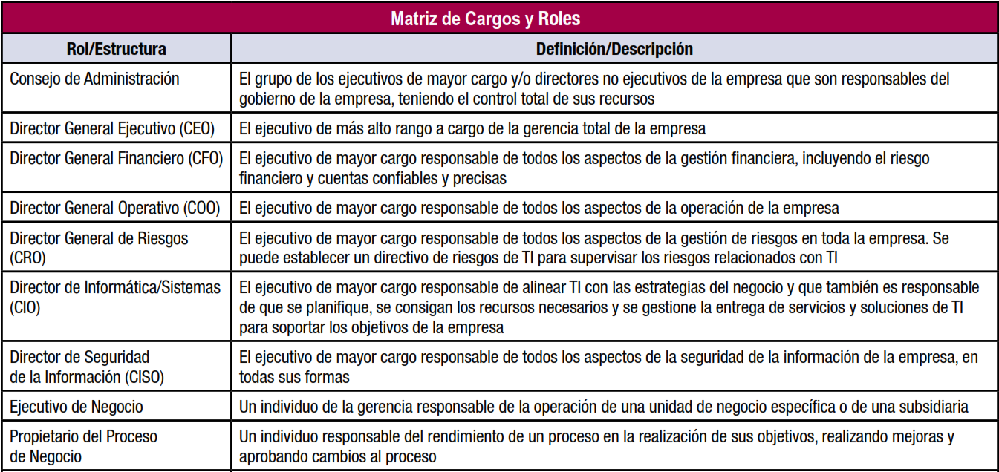 Matriz de Cargos y Roles
Rol/Estructura
Definición/Descripción
Consejo de Administración
El grupo de los ejecutivos de mayor cargo y/o directores no ejecutivos de la empresa que son responsables del
gobierno de la empresa, teniendo el control total de sus recursos
Director General Ejecutivo (CEO)
El ejecutivo de más alto rango a cargo de la gerencia total de la empresa
Director General Financiero (CFO)
El ejecutivo de mayor cargo responsable de todos los aspectos de la gestión financiera, incluyendo el riesgo
financiero y cuentas confiables y precisas
Director General Operativo (COO)
El ejecutivo de mayor cargo responsable de todos los aspectos de la operación de la empresa
Director General de Riesgos
(CRO)
El ejecutivo de mayor cargo responsable de todos los aspectos de la gestión de riesgos en toda la empresa. Se
puede establecer un directivo de riesgos de TI para supervisar los riesgos relacionados con TI
Director de Informática/Sistemas
(CIO)
El ejecutivo de mayor cargo responsable de alinear TI con las estrategias del negocio y que también es responsable
de que se planifique, se consigan los recursos necesarios y se gestione la entrega de servicios y soluciones de TI
para soportar los objetivos de la empresa
Director de Seguridad
de la Información (CISO)
El ejecutivo de mayor cargo responsable de todos los aspectos de la seguridad de la información de la empresa, en
todas sus formas
Ejecutivo de Negocio
Un individuo de la gerencia responsable de la operación de una unidad de negocio específica o de una subsidiaria
Propietario del Proceso
de Negocio
Un individuo responsable del rendimiento de un proceso en la realización de sus objetivos, realizando mejoras y
aprobando cambios al proceso